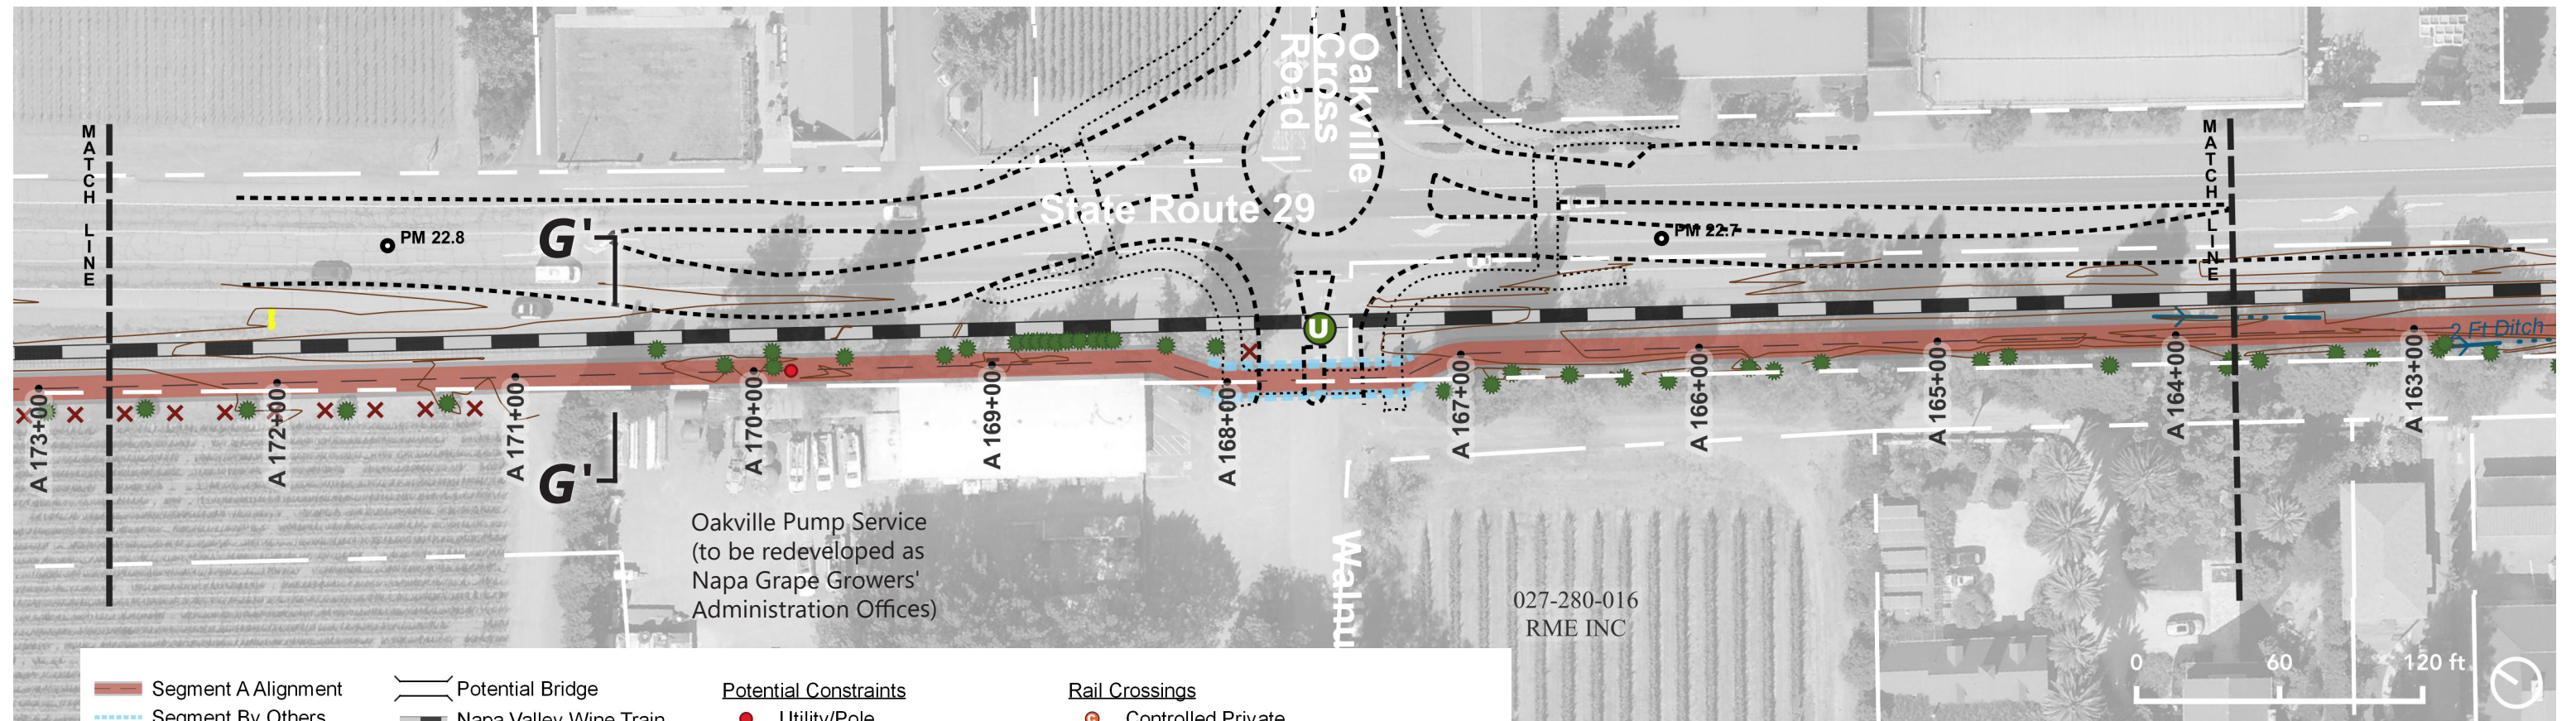 Oakville
Cross
Road
MATCH LINE
MATCH LINE
State Route 29
PM 22.8
G'
PM 22.7
U
2 Ft Ditch
A 173+00
A 172+00
A 171+00
A 170+00
A 169+00
A 168+00
A 167+00
A 166+00
A 165+00
A 164+00
A 163+00
G'
Oakville Pump Service
(to be redeveloped as
Napa Grape Growers'
Administration Offices)
Walnu
027-280-016
RME INC
0 60 120 ft
Segment A Alignment
Potential Bridge
Potential Constraints
Rail Crossings
Segment By Others
Napa Valley Wine Train
Utility/Pole
C Controlled Private